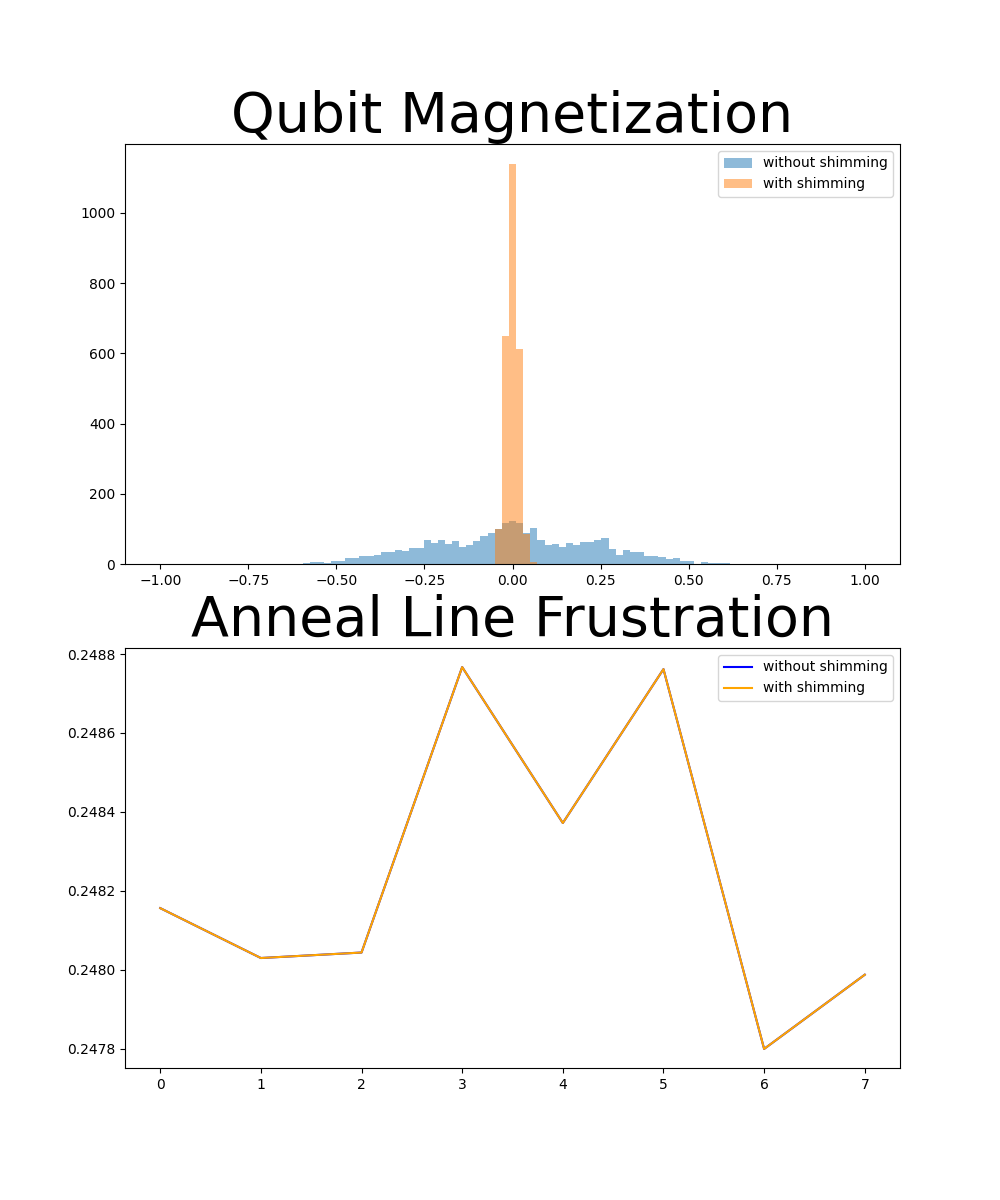 Qubit Magnetization
without shimming
with shimming
1000
800
600
400
200
0
−1.00 −0.75 −0.50 −0.25 0.00 0.25 0.50 0.75 1.00
Anneal Line Frustration
without shimming
with shimming
0.2488
0.2486
0.2484
0.2482
0.2480
0.2478
0 1 2 3 4 5 6 7